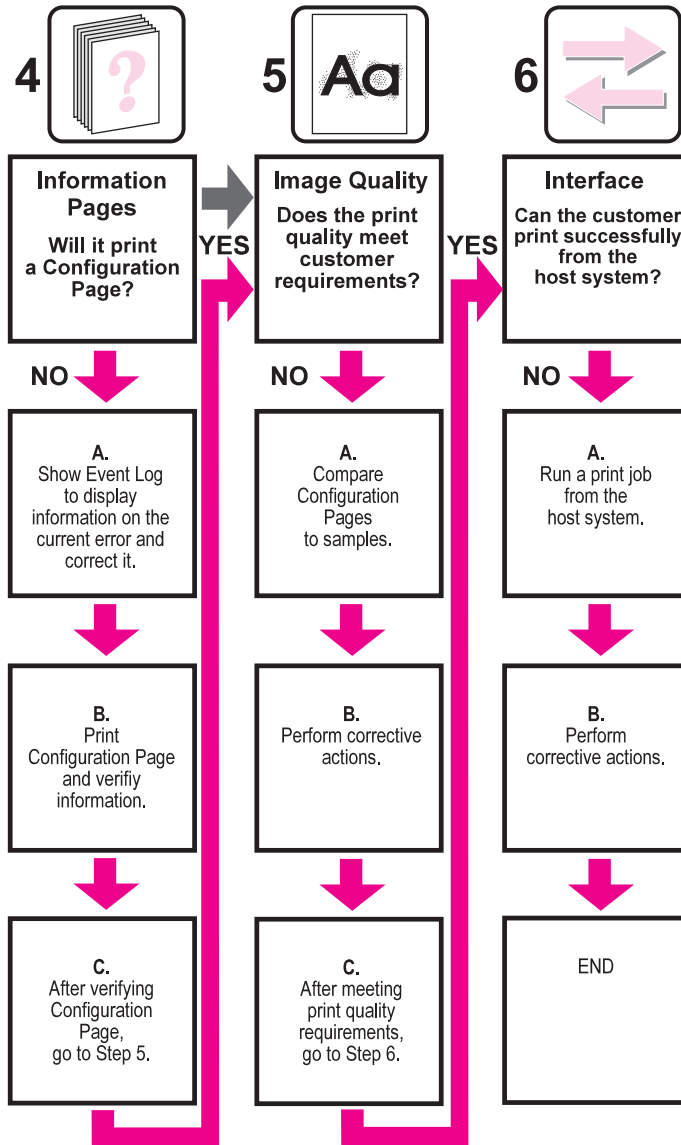 4
?
Information
Pages
Will it print
a Configuration
Page?
YES
NO
A.
Show Event Log
to display
information on the
current error and
correct it.
B.
Print
Configuration Page
and verifiy
information.
C.
After verifying
Configuration
Page,
go to Step 5.
5
Aa
Image Quality
Does the print
quality meet
customer
requirements?
YES
NO
A.
Compare
Configuration
Pages
to samples.
B.
Perform corrective
actions.
C.
After meeting
print quality
requirements,
go to Step 6.
6
Interface
Can the customer
print successfully
from the
host system?
NO
A.
Run a print job
from the
host system.
B.
Perform
corrective actions.
END